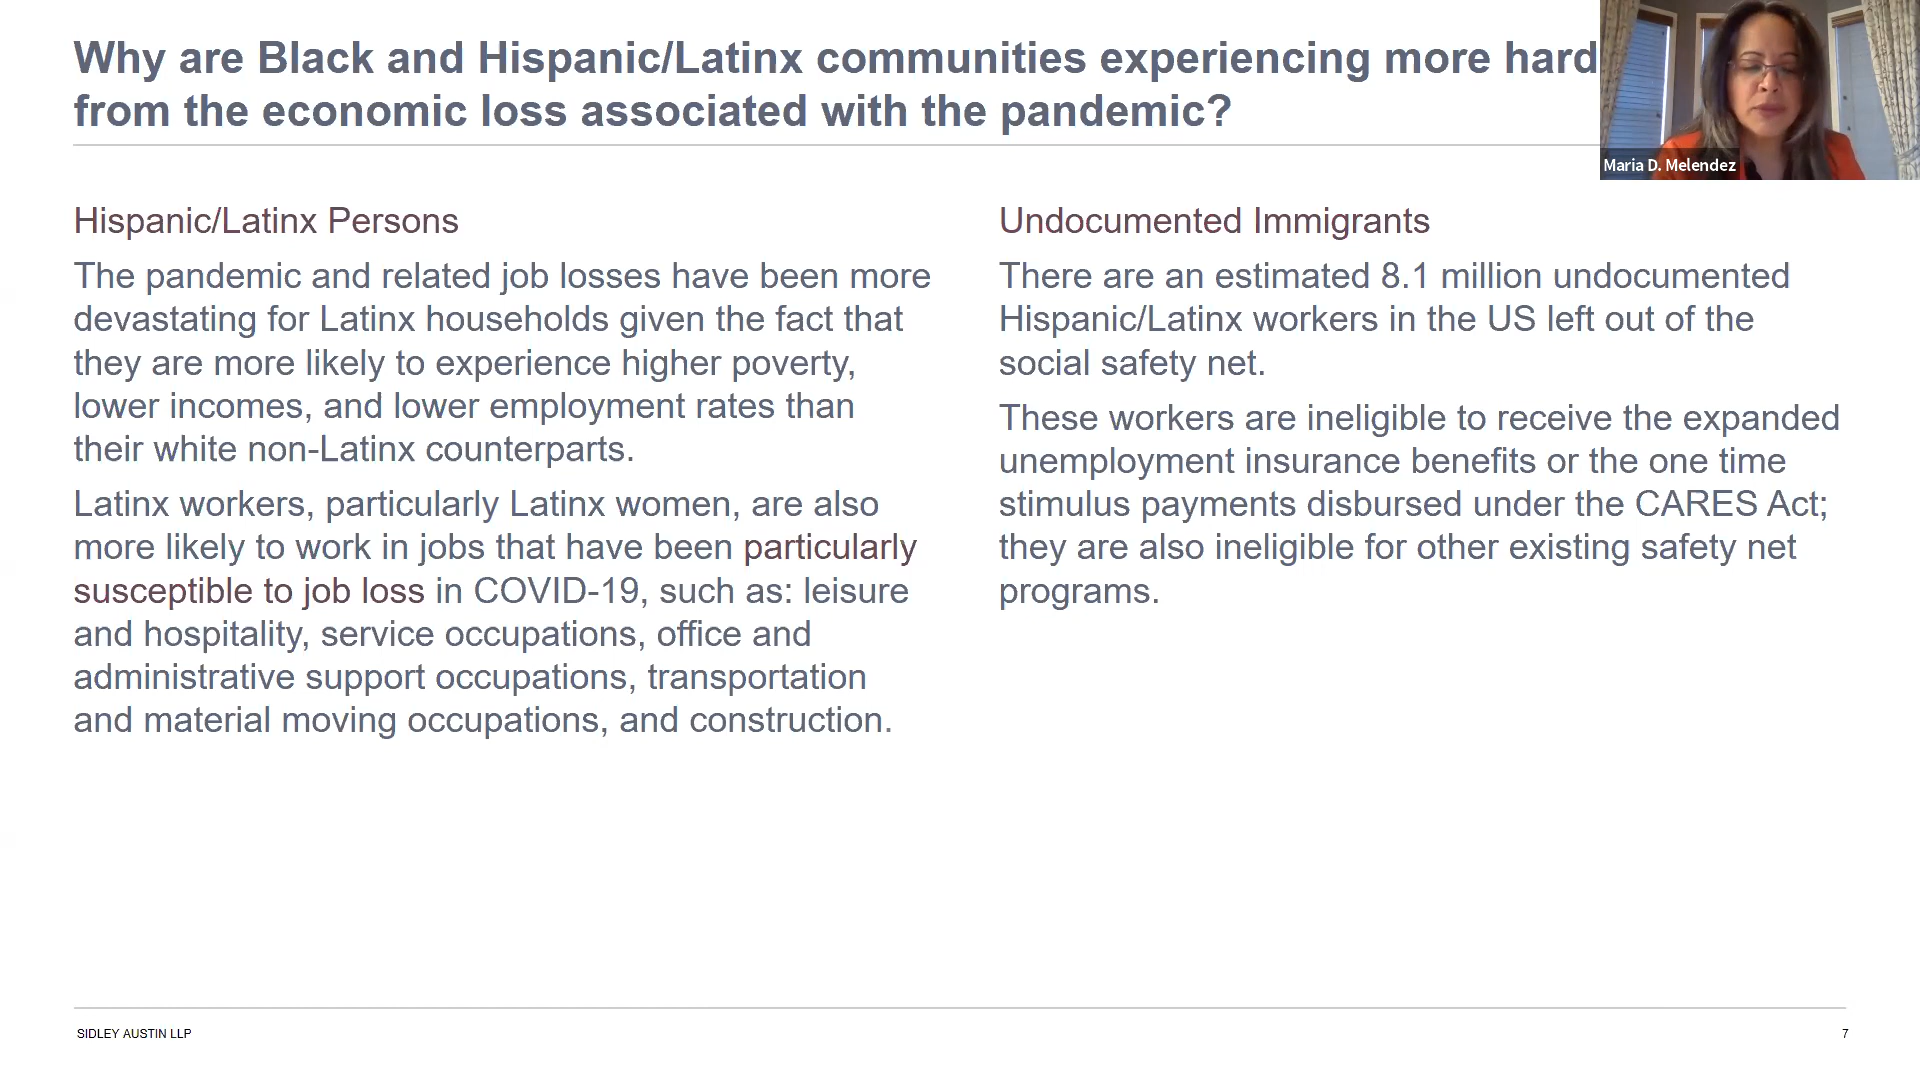 Why are Black and Hispanic/Latinx communities experiencing more hard
from the economic loss associated with the pandemic?
Maria D. Melendez
Hispanic/Latinx Persons
The pandemic and related job losses have been more
devastating for Latinx households given the fact that
they are more likely to experience higher poverty,
lower incomes, and lower employment rates than
their white non-Latinx counterparts.
Latinx workers, particularly Latinx women, are also
more likely to work in jobs that have been particularly
susceptible to job loss in COVID-19, such as: leisure
and hospitality, service occupations, office and
administrative support occupations, transportation
and material moving occupations, and construction.
Undocumented Immigrants
There are an estimated 8.1 million undocumented
Hispanic/Latinx workers in the US left out of the
social safety net.
These workers are ineligible to receive the expanded
unemployment insurance benefits or the one time
stimulus payments disbursed under the CARES Act;
they are also ineligible for other existing safety net
programs.
SIDLEY AUSTIN LLP
7